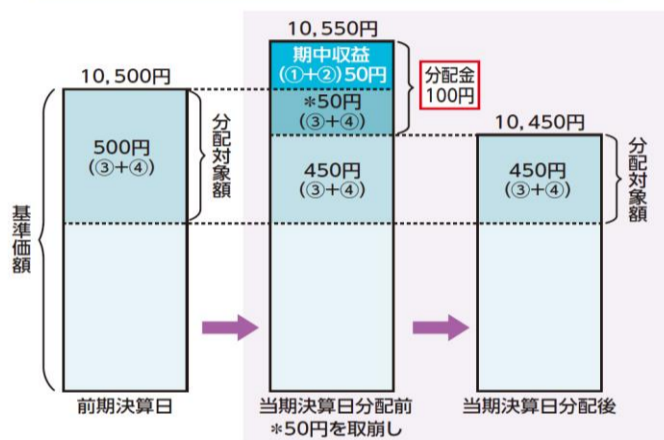 10,550円
期中収益
(①+②)50円
分配金
100円
10,500円
*50円
(③+④)
10,450円
500円
(③+④)
分配対象額
450円
(③+④)
450円
(③+④)
分配対象額
基準価額
前期決算日
当期決算日分配前
当期決算日分配後
*50円を取崩し